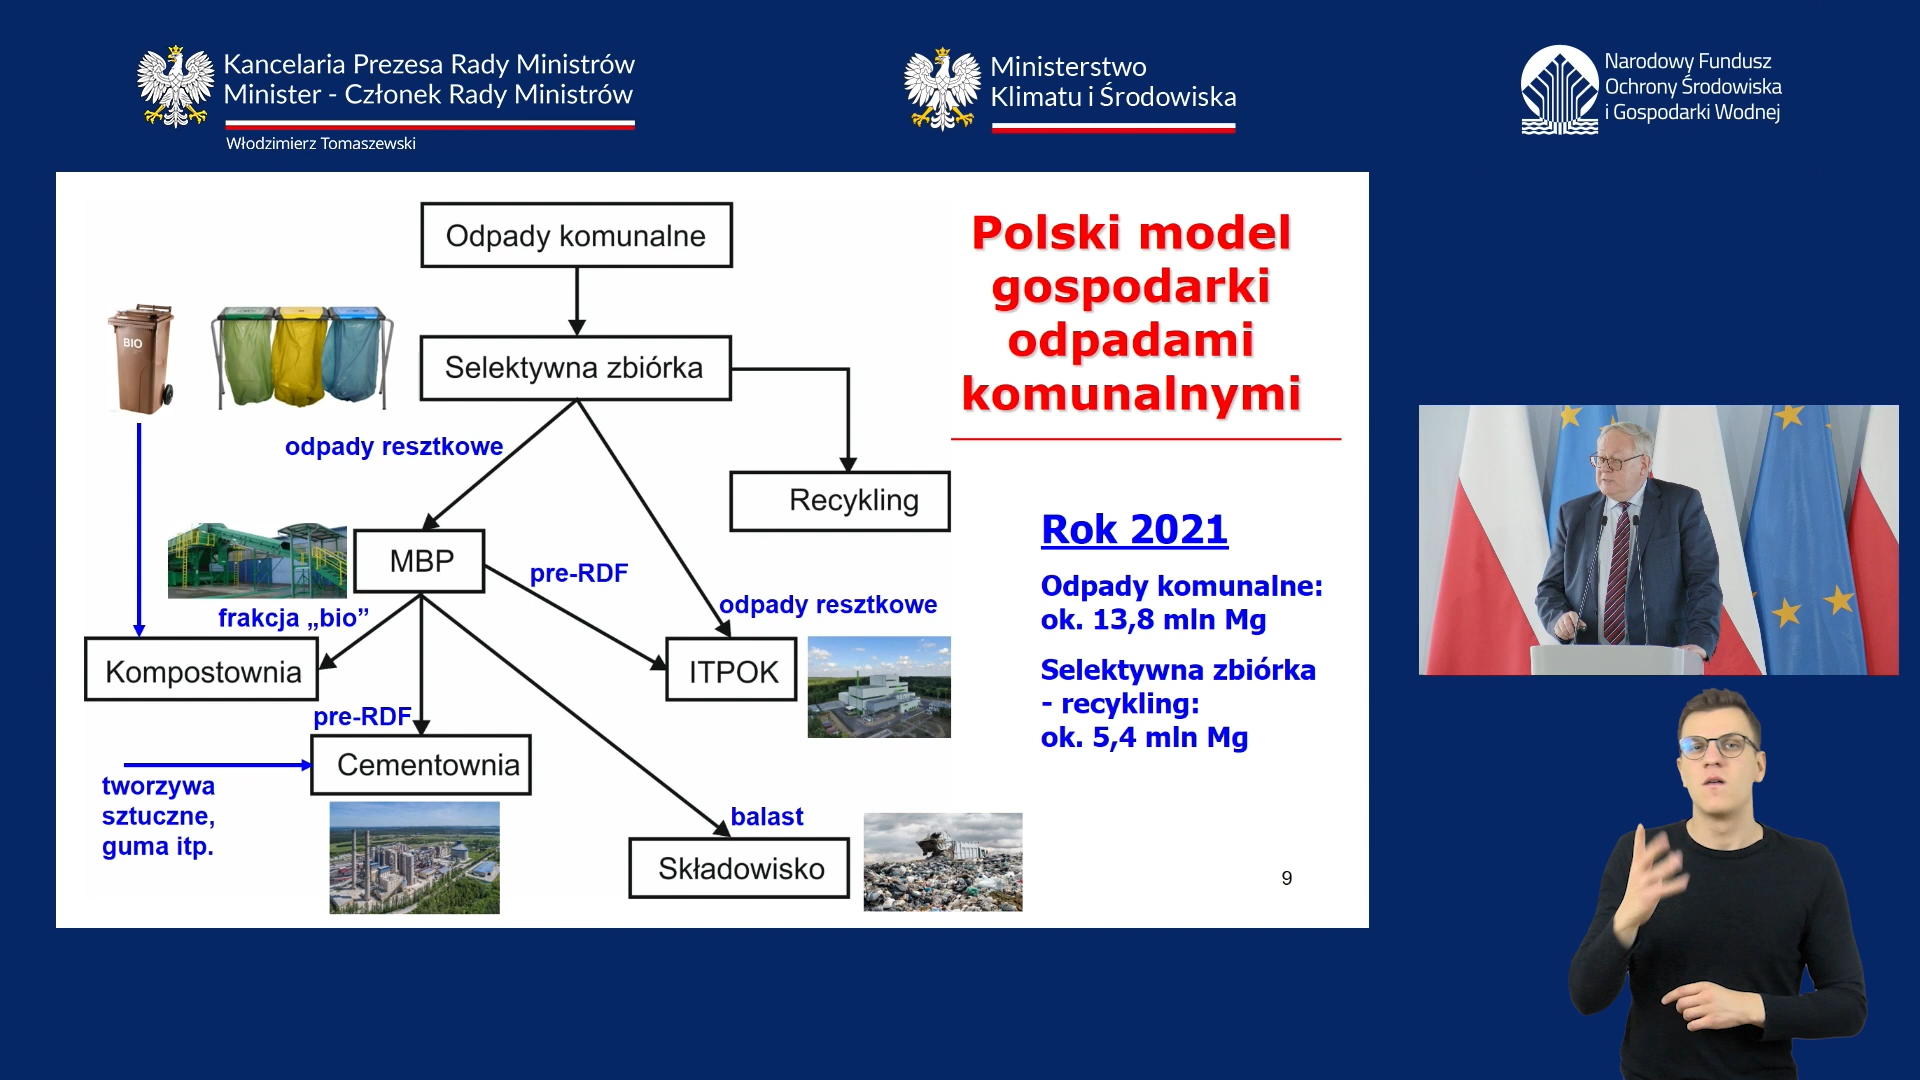 Kancelaria Prezesa Rady Ministrów
Minister - Członek Rady Ministrów
Włodzimierz Tomaszewski
Ministerstwo
Klimatu i Środowiska
Narodowy Fundusz
Ochrony Środowiska
i Gospodarki Wodnej
Polski model
gospodarki
odpadami
komunalnymi
Odpady komunalne
BIO
Selektywna zbiórka
odpady resztkowe
Recykling
MBP
pre-RDF
odpady resztkowe
frakcja „bio”
Kompostownia
ITPOK
pre-RDF
Cementownia
tworzywa
sztuczne,
guma itp.
balast
Składowisko
Rok 2021
Odpady komunalne:
ok. 13,8 mln Mg
Selektywna zbiórka
- recykling:
ok. 5,4 mln Mg
9